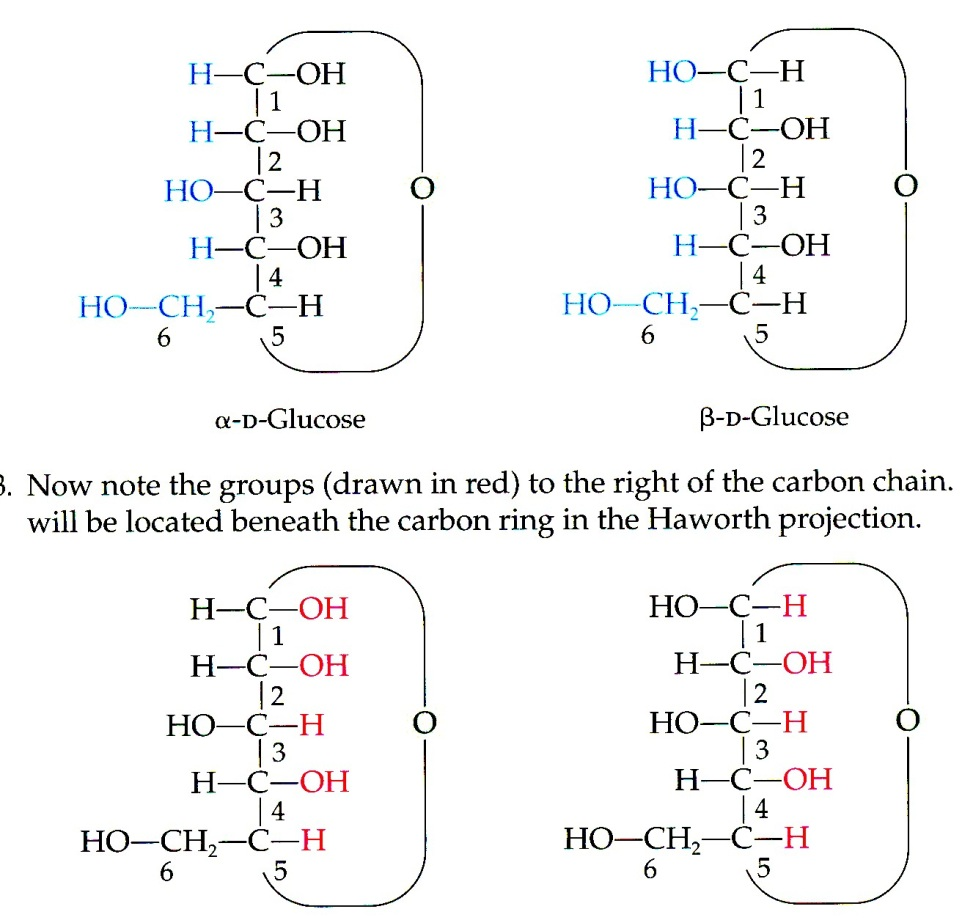 H—C—OH HO—C—H
1 1
H—C—OH H—C—OH
2 2
HO—C—H O HO—C—H O
3 3
H—C—OH H—C—OH
4 4
HO—CH₂—C—H HO—CH₂—C—H
6 5 6 5
α-D-Glucose β-D-Glucose
3. Now note the groups (drawn in red) to the right of the carbon chain.
will be located beneath the carbon ring in the Haworth projection.
H—C—OH HO—C—H
1 1
H—C—OH H—C—OH
2 2
HO—C—H O HO—C—H O
3 3
H—C—OH H—C—OH
4 4
HO—CH₂—C—H HO—CH₂—C—H
6 5 6 5